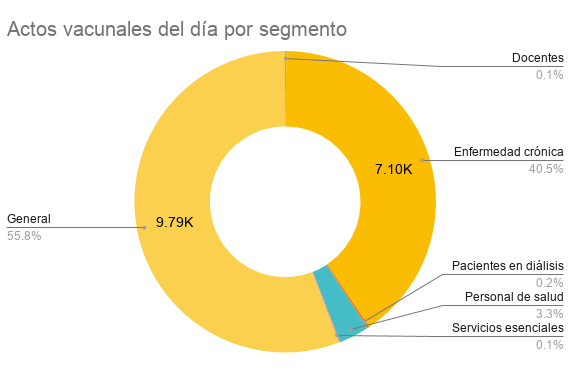 Actos vacunales del día por segmento
Docentes
0.1%
Enfermedad crónica
40.5%
7.10K
General
55.8%
9.79K
Pacientes en diálisis
0.2%
Personal de salud
3.3%
Servicios esenciales
0.1%